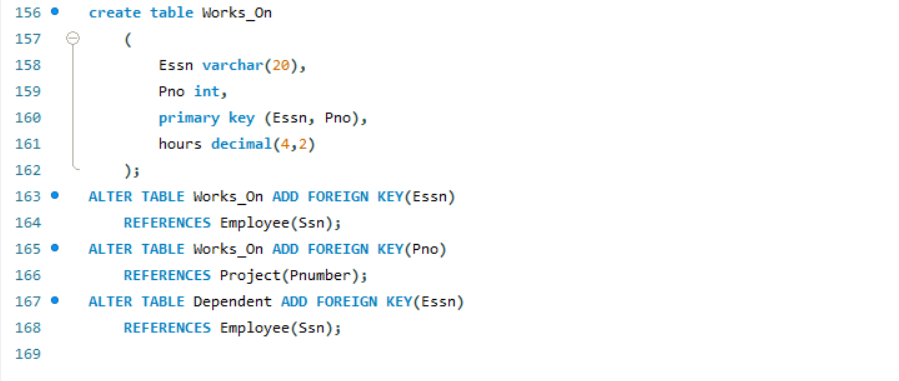 156 create table Works_On
157 (
158 Essn varchar(20),
159 Pno int,
160 primary key (Essn, Pno),
161 hours decimal(4,2)
162 );
163 ALTER TABLE Works_On ADD FOREIGN KEY(Essn)
164 REFERENCES Employee(Ssn);
165 ALTER TABLE Works_On ADD FOREIGN KEY(Pno)
166 REFERENCES Project(Pnumber);
167 ALTER TABLE Dependent ADD FOREIGN KEY(Essn)
168 REFERENCES Employee(Ssn);
169